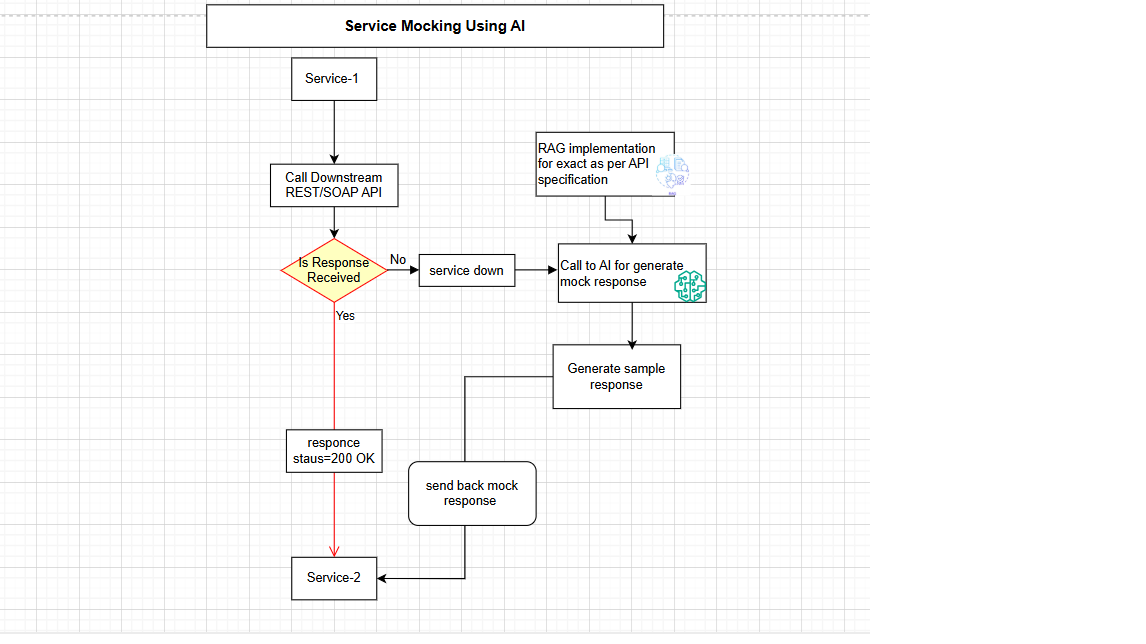 Service Mocking Using AI
Service-1
Call Downstream
REST/SOAP API
RAG implementation
for exact as per API
specification
Is Response
Received
No
service down
Call to AI for generate
mock response
Yes
Generate sample
response
responce
staus=200 OK
send back mock
response
Service-2